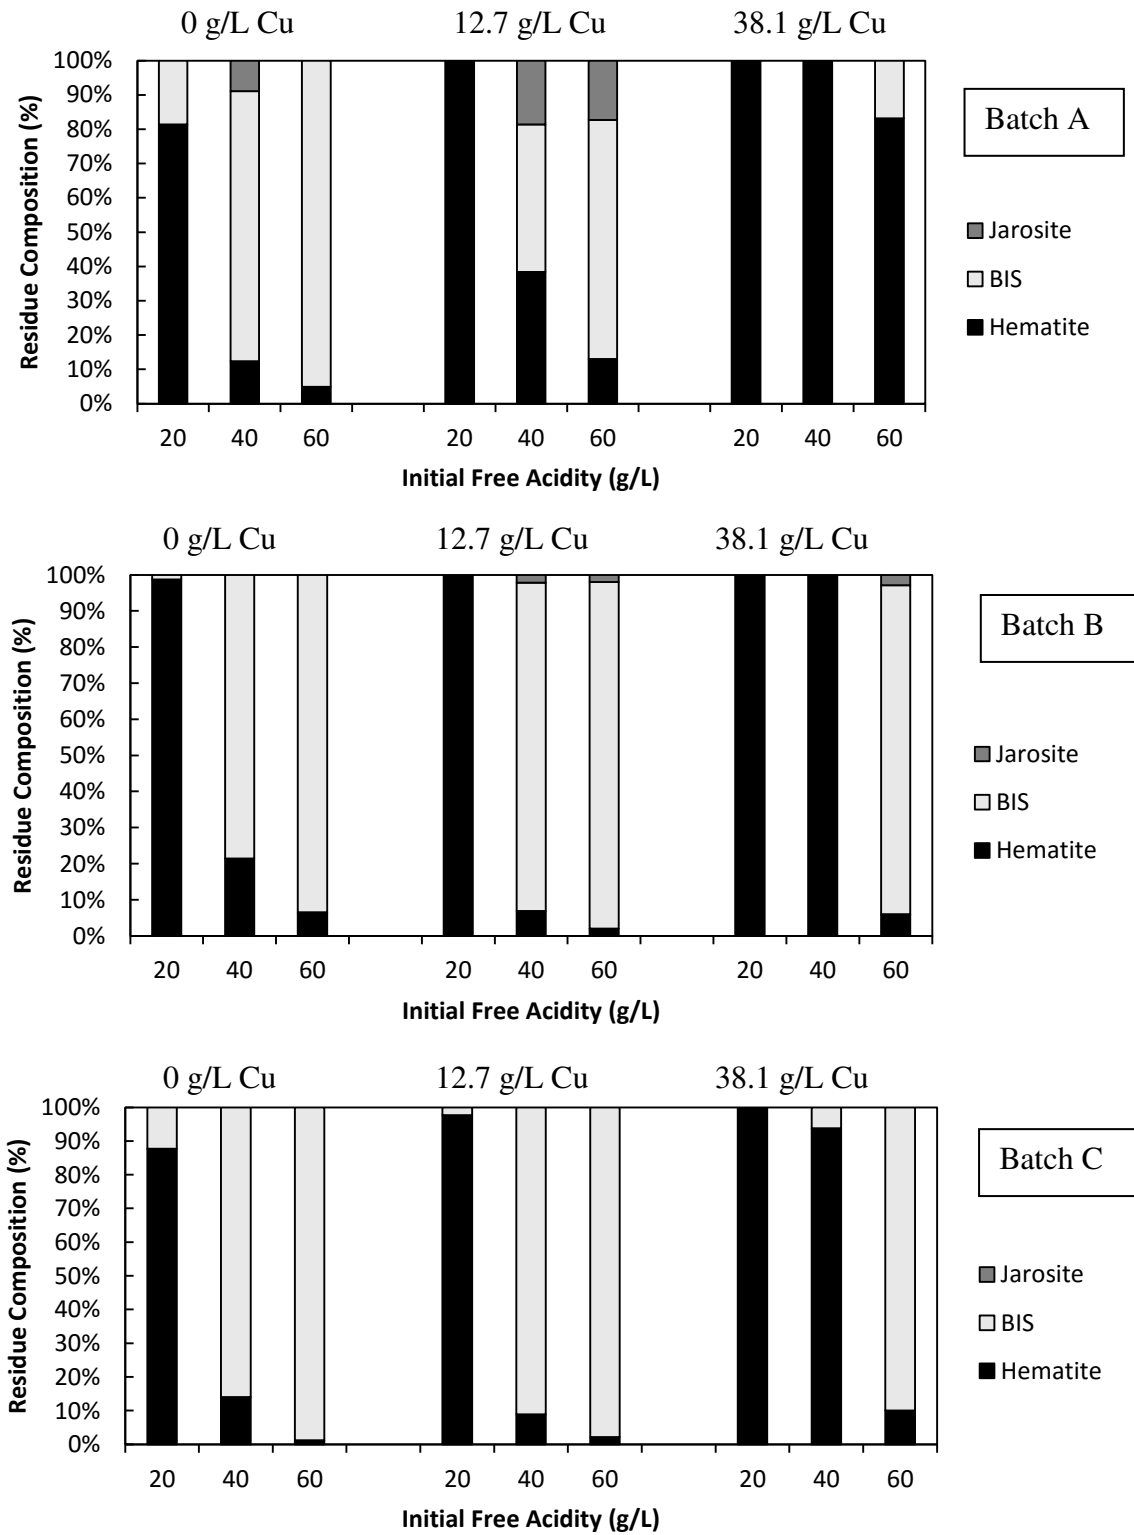 0 g/L Cu 12.7 g/L Cu 38.1 g/L Cu
100%
90%
80%
70%
60%
50%
40%
30%
20%
10%
0%
Residue Composition (%)
20 40 60 20 40 60 20 40 60
Initial Free Acidity (g/L)
Batch A
Jarosite
BIS
Hematite
0 g/L Cu 12.7 g/L Cu 38.1 g/L Cu
100%
90%
80%
70%
60%
50%
40%
30%
20%
10%
0%
Residue Composition (%)
20 40 60 20 40 60 20 40 60
Initial Free Acidity (g/L)
Batch B
Jarosite
BIS
Hematite
0 g/L Cu 12.7 g/L Cu 38.1 g/L Cu
100%
90%
80%
70%
60%
50%
40%
30%
20%
10%
0%
Residue Composition (%)
20 40 60 20 40 60 20 40 60
Initial Free Acidity (g/L)
Batch C
Jarosite
BIS
Hematite